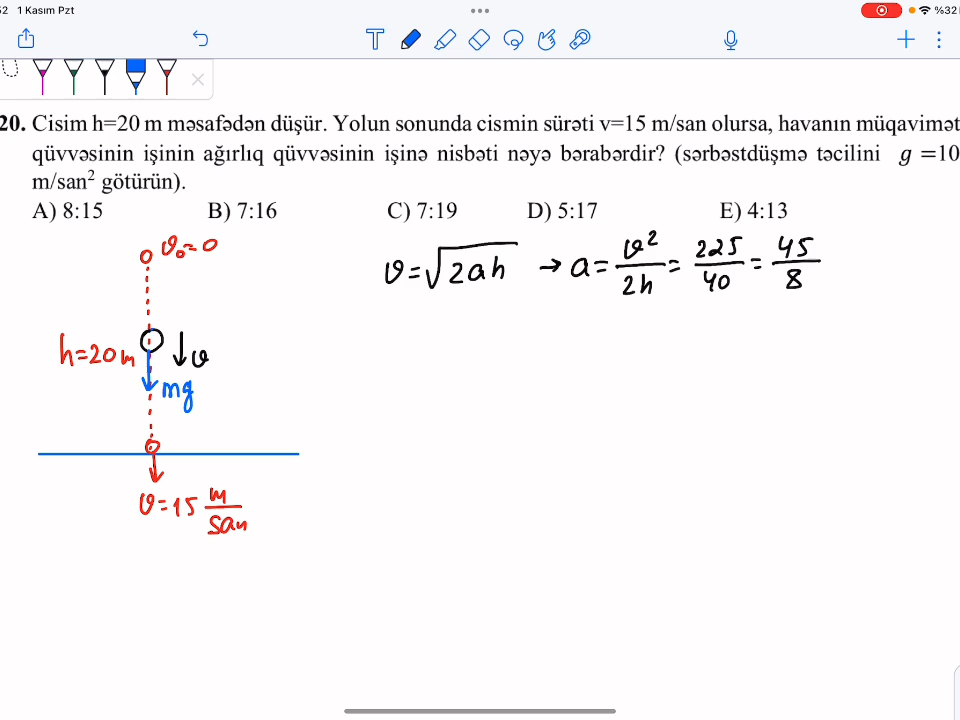 52 1 Kasım Pzt %32
20. Cisim h=20 m məsafədən düşür. Yolun sonunda cismin sürəti v=15 m/san olursa, havanın müqavimət
qüvvəsinin işinin ağırlıq qüvvəsinin işinə nisbəti nəyə bərabərdir? (sərbəstdüşmə təcilini g =10
m/san² götürün).
A) 8:15 B) 7:16 C) 7:19 D) 5:17 E) 4:13
ϑ₀=0
ϑ=√2ah → a=ϑ²/2h=225/40=45/8
h=20m
ϑ
mg
ϑ=15 m/san